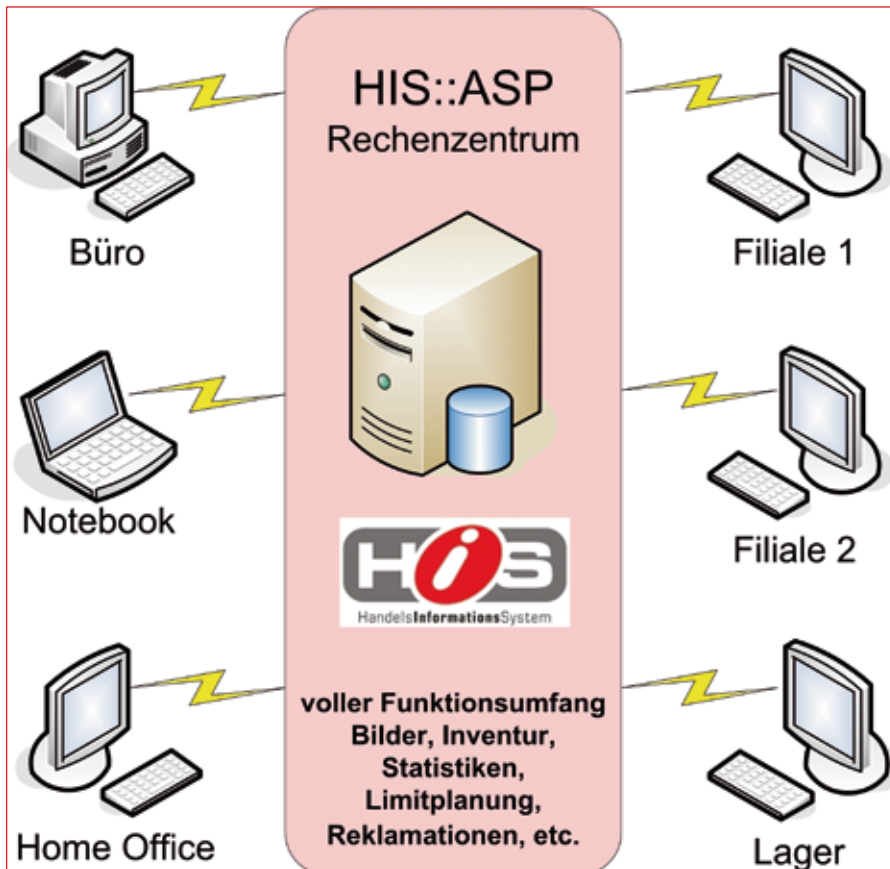 HIS::ASP
Rechenzentrum
Büro
Filiale 1
Notebook
Filiale 2
HiS
HandelsInformationsSystem
voller Funktionsumfang
Bilder, Inventur,
Statistiken,
Limitplanung,
Reklamationen, etc.
Home Office
Lager